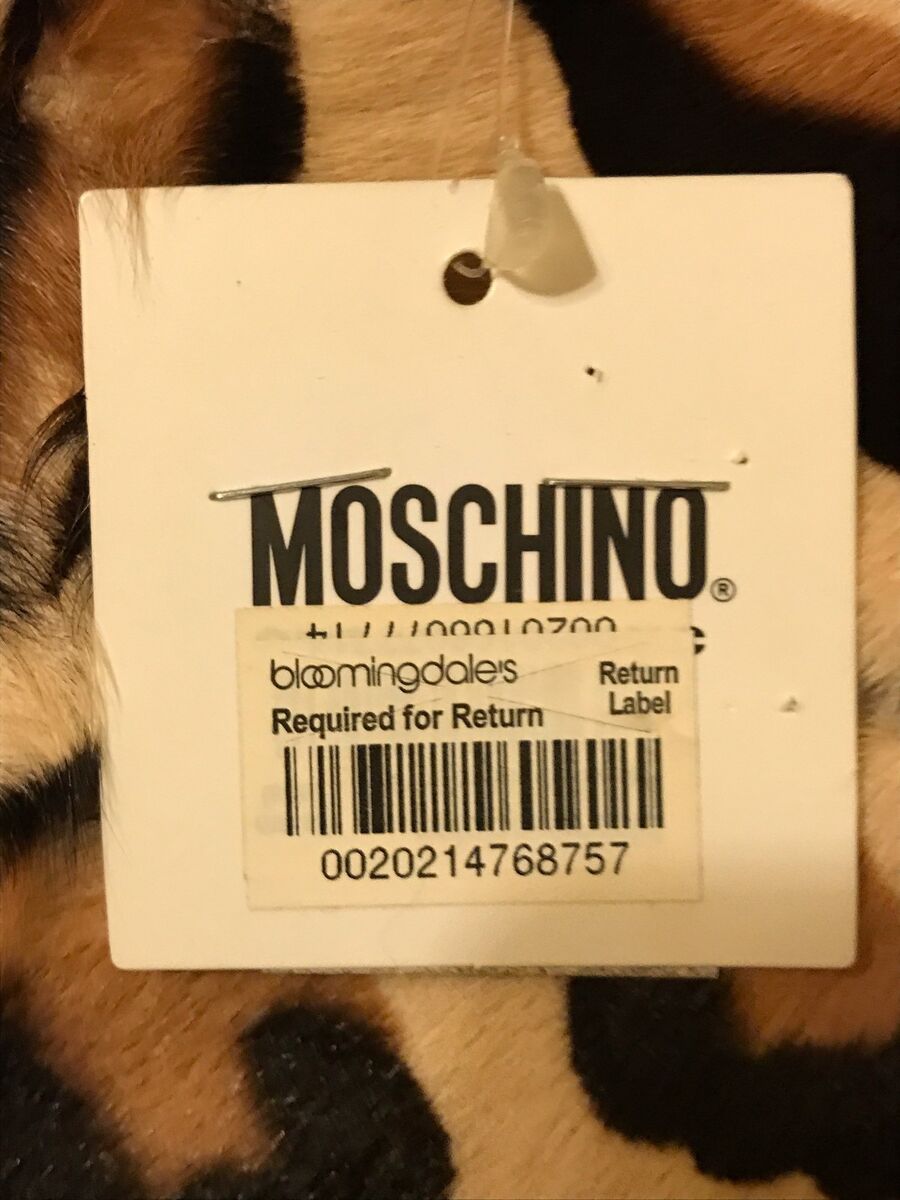 MOSCHINO®
bloomingdale's
Return
Label
Required for Return
0020214768757